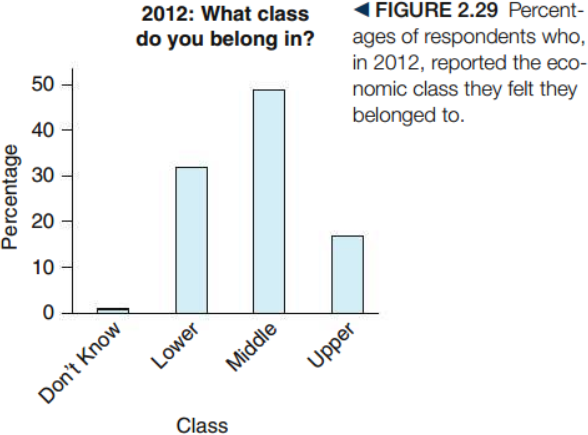 2012: What class
do you belong in?
◀ FIGURE 2.29 Percent-
ages of respondents who,
in 2012, reported the eco-
nomic class they felt they
belonged to.
Percentage
50
40
30
20
10
0
Don't Know
Lower
Middle
Upper
Class